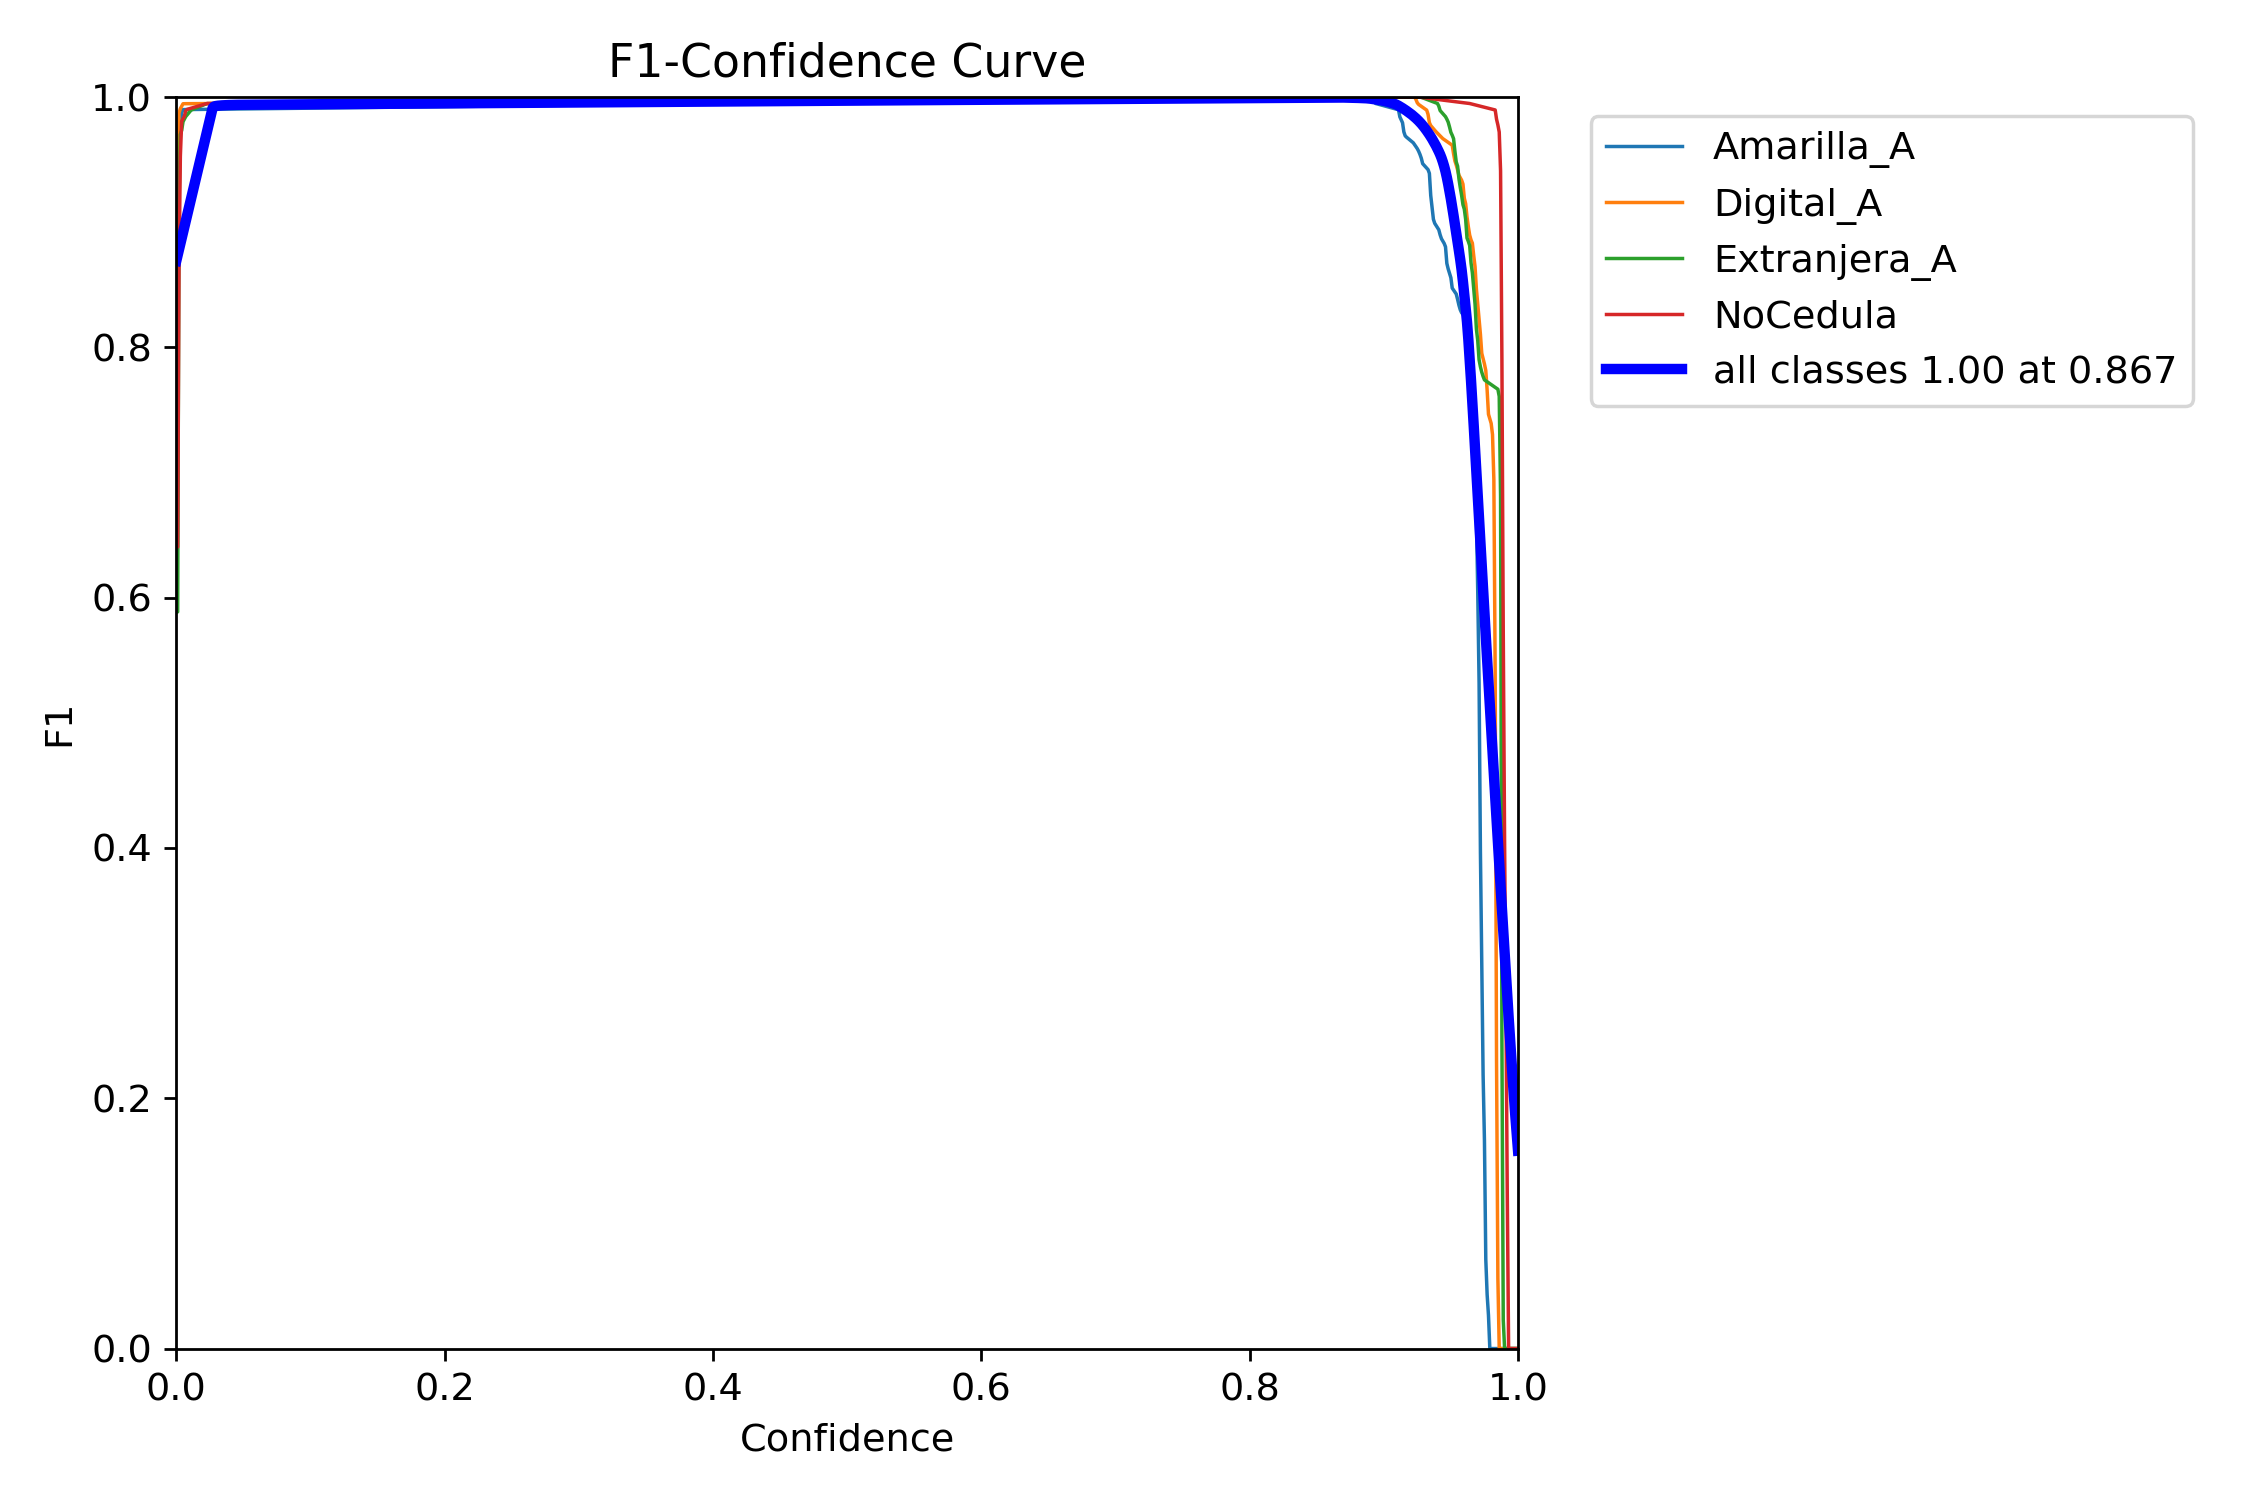 F1-Confidence Curve
1.0
0.8
0.6
0.4
0.2
0.0
F1
0.0 0.2 0.4 0.6 0.8 1.0
Confidence
Amarilla_A
Digital_A
Extranjera_A
NoCedula
all classes 1.00 at 0.867